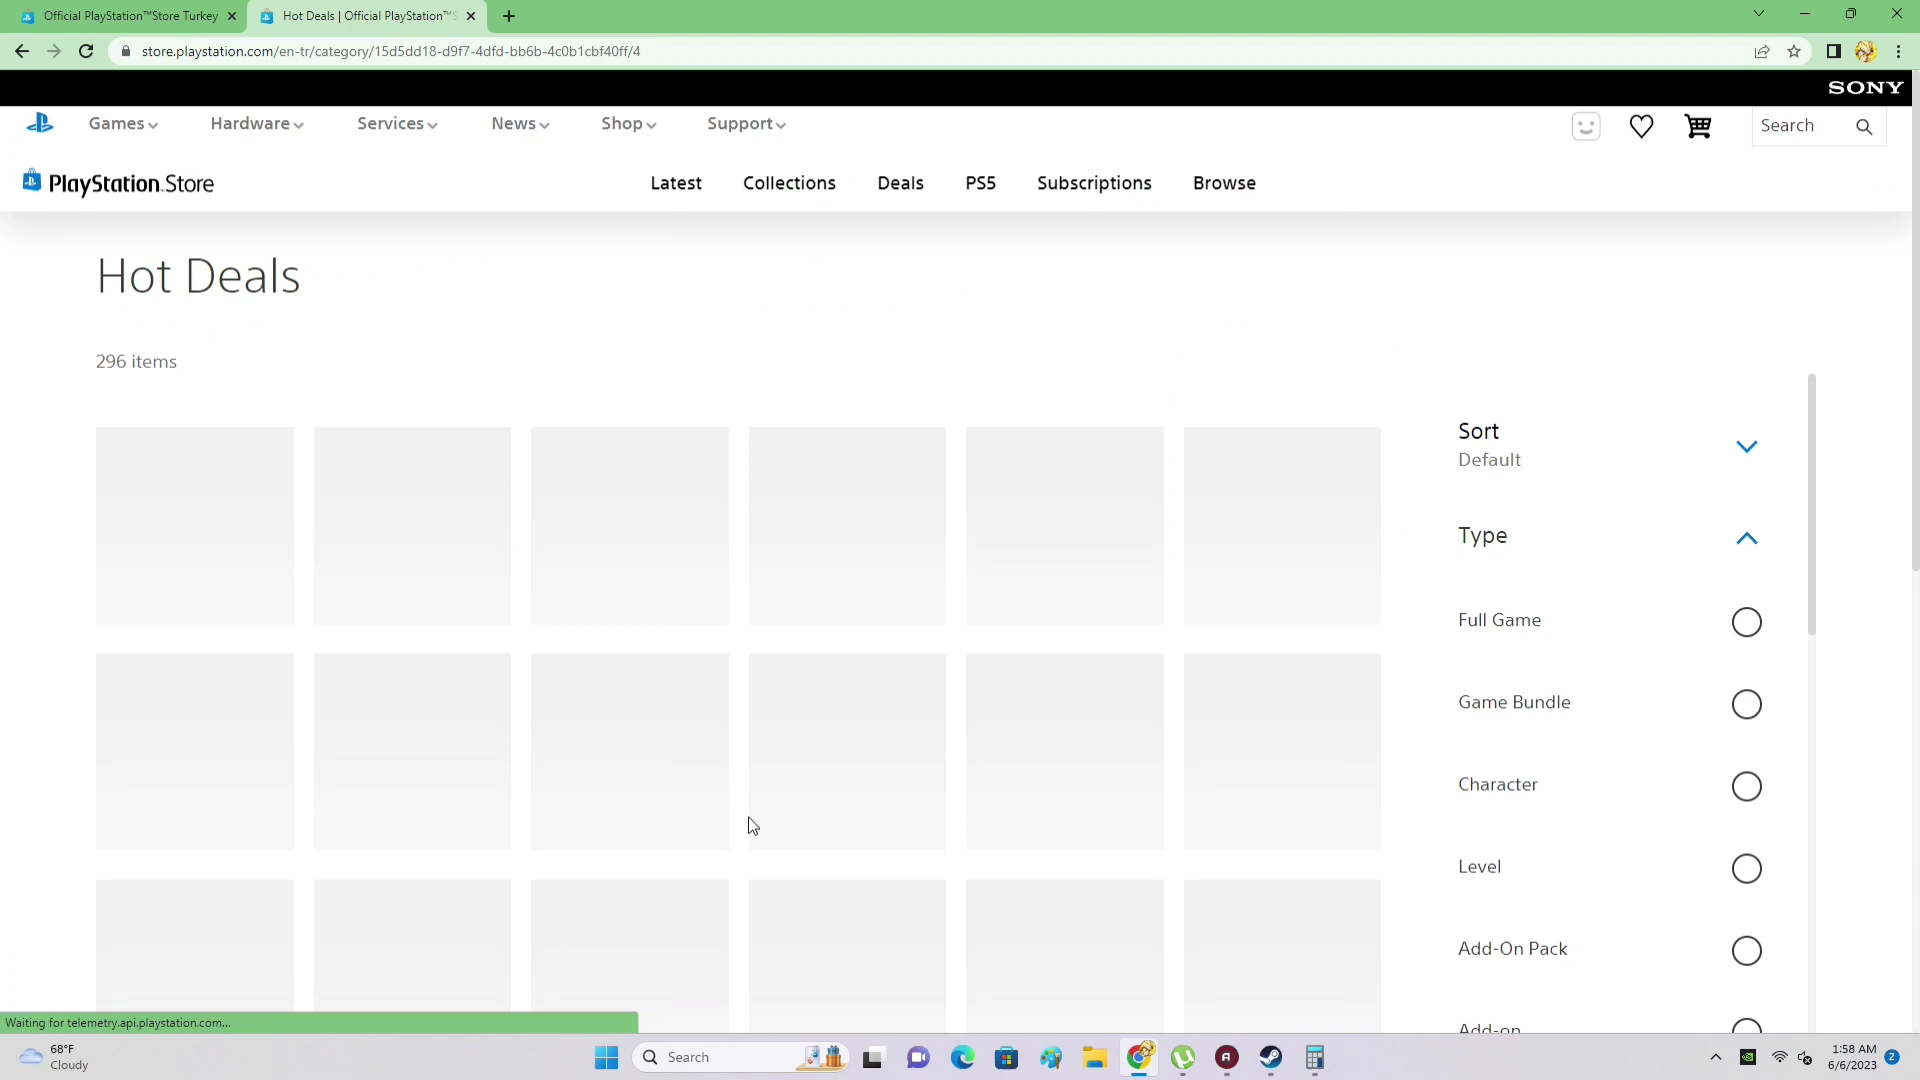 Official PlayStation™Store Turkey
Hot Deals | Official PlayStation™S
store.playstation.com/en-tr/category/15d5dd18-d9f7-4dfd-bb6b-4c0b1cbf40ff/4
SONY
Games Hardware Services News Shop Support
Search
PlayStation Store
Latest Collections Deals PS5 Subscriptions Browse
Hot Deals
296 items
Sort
Default
Type
Full Game
Game Bundle
Character
Level
Add-On Pack
Add-on
Waiting for telemetry.api.playstation.com...
68°F
Cloudy
Search
1:58 AM
6/6/2023
2